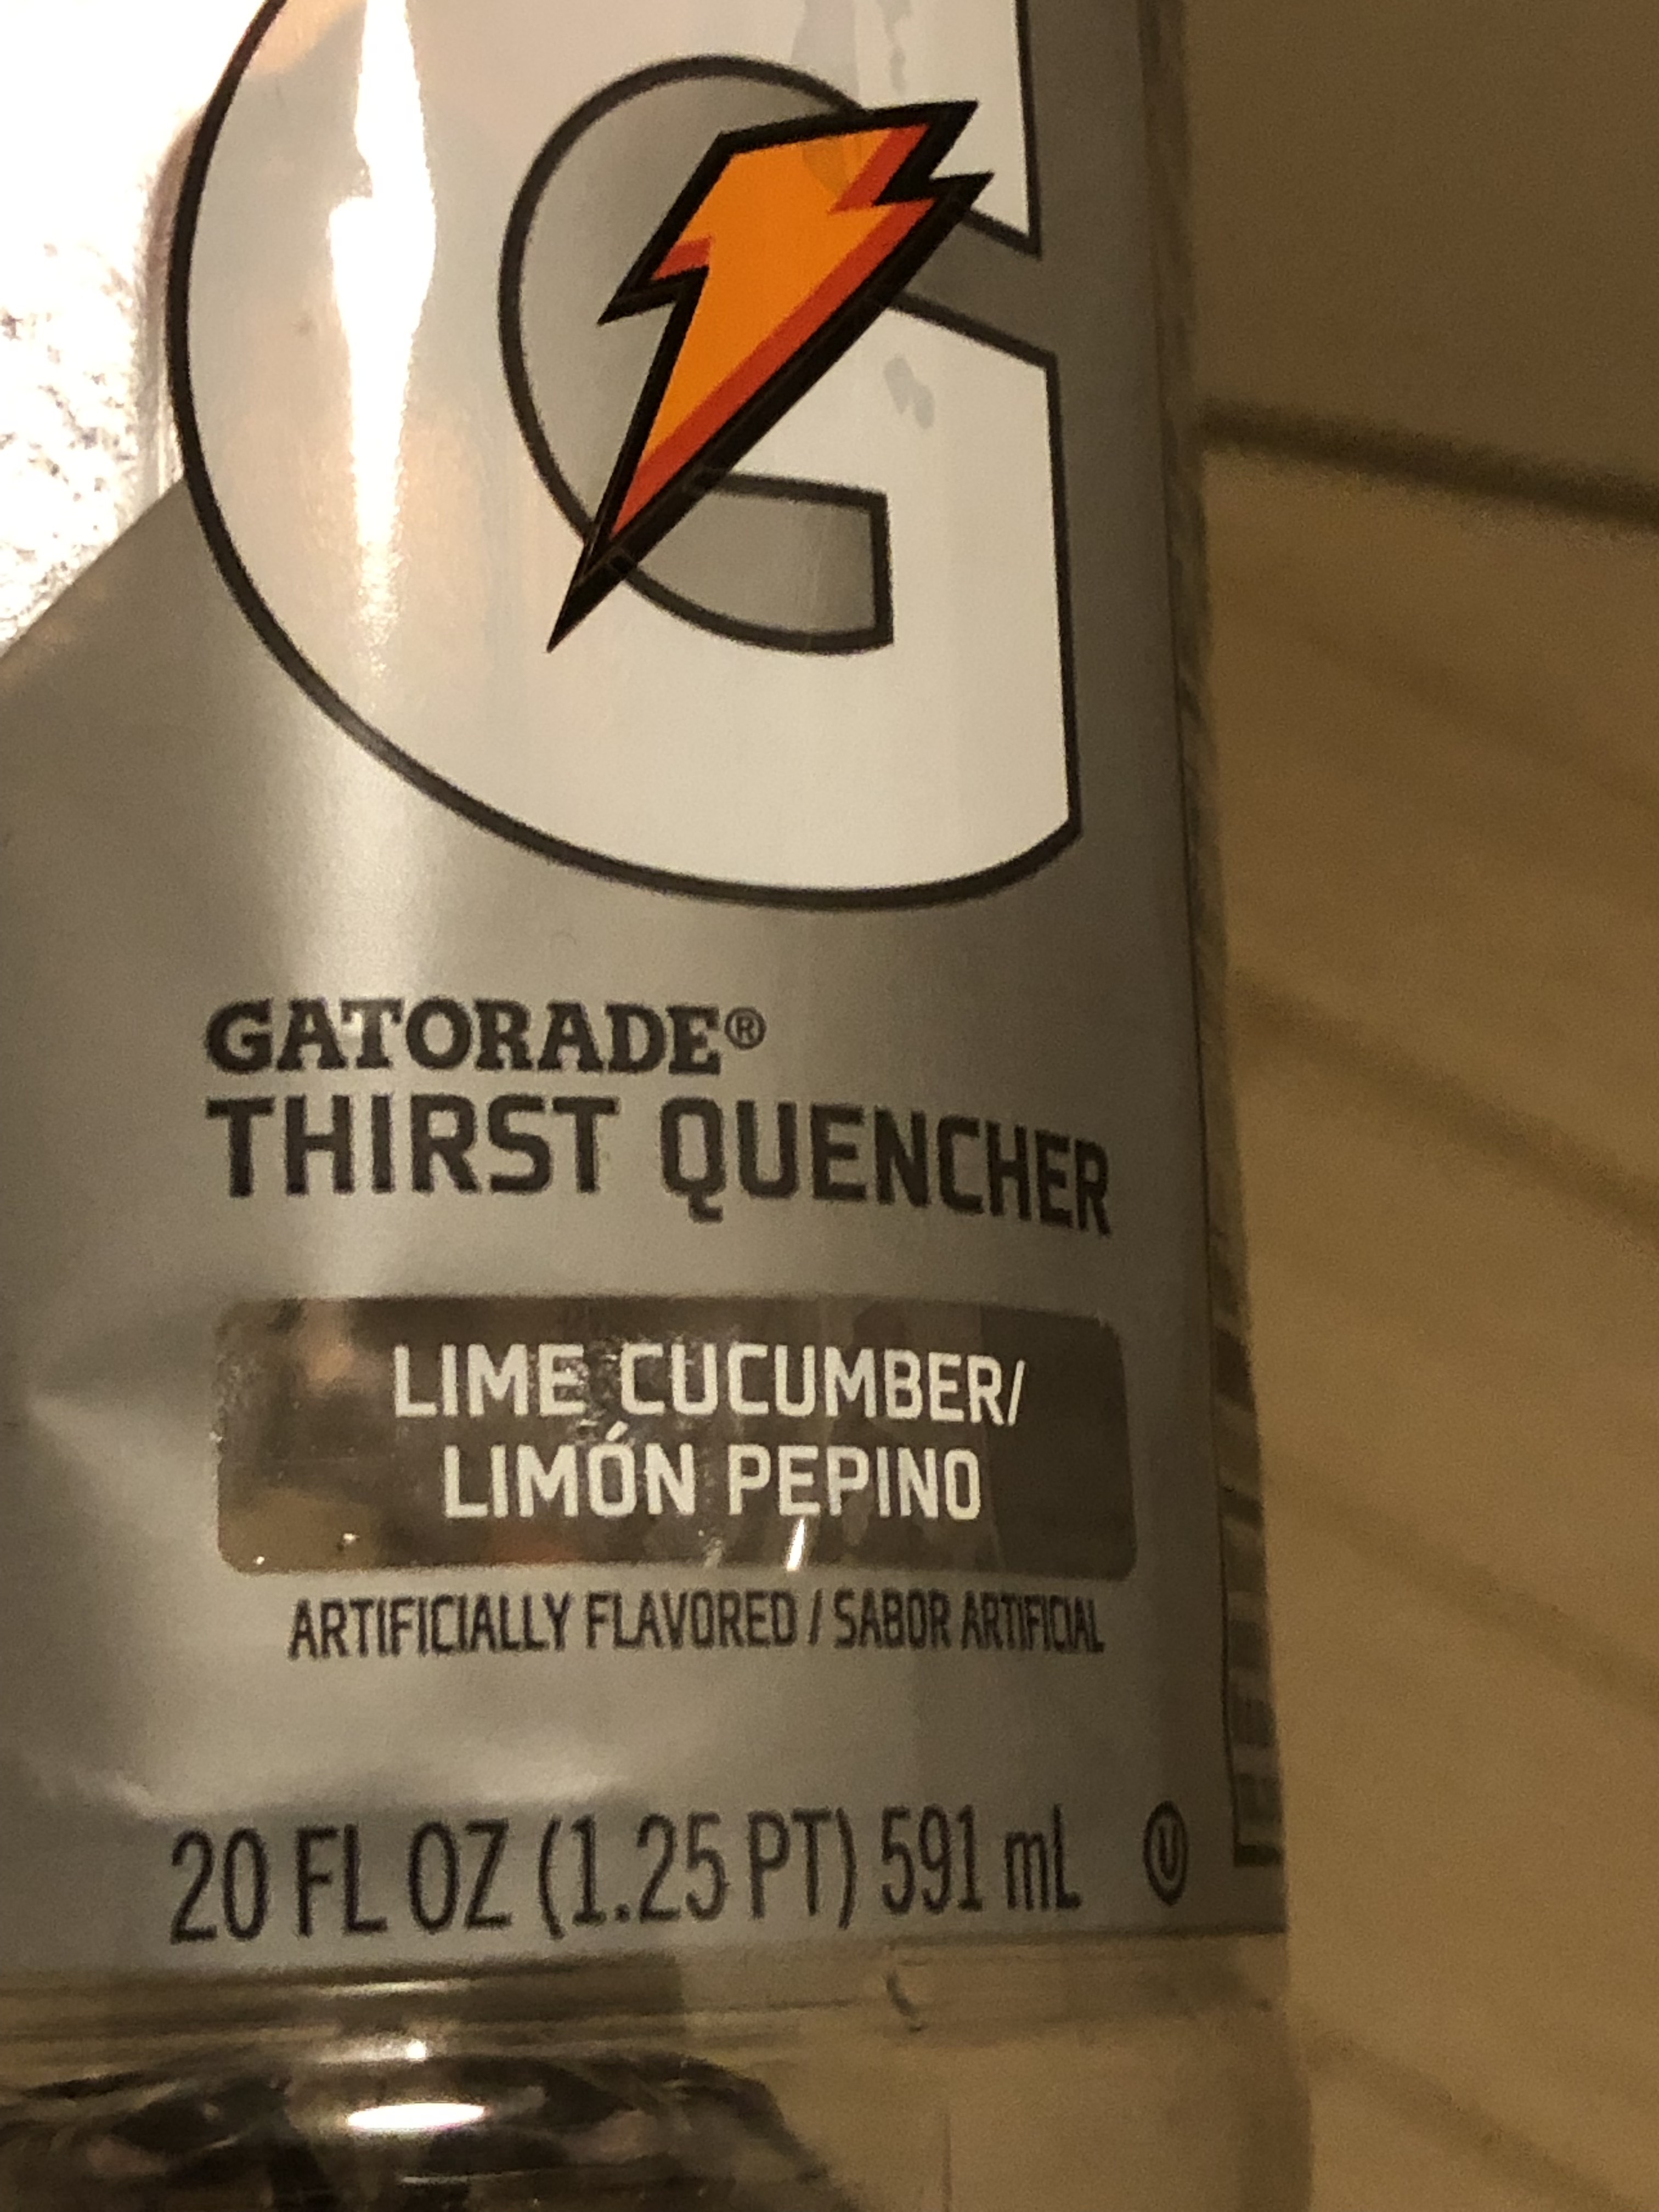 G
GATORADE®
THIRST QUENCHER
LIME CUCUMBER/
LIMÓN PEPINO
ARTIFICIALLY FLAVORED / SABOR ARTIFICIAL
20 FL OZ (1.25 PT) 591 mL U